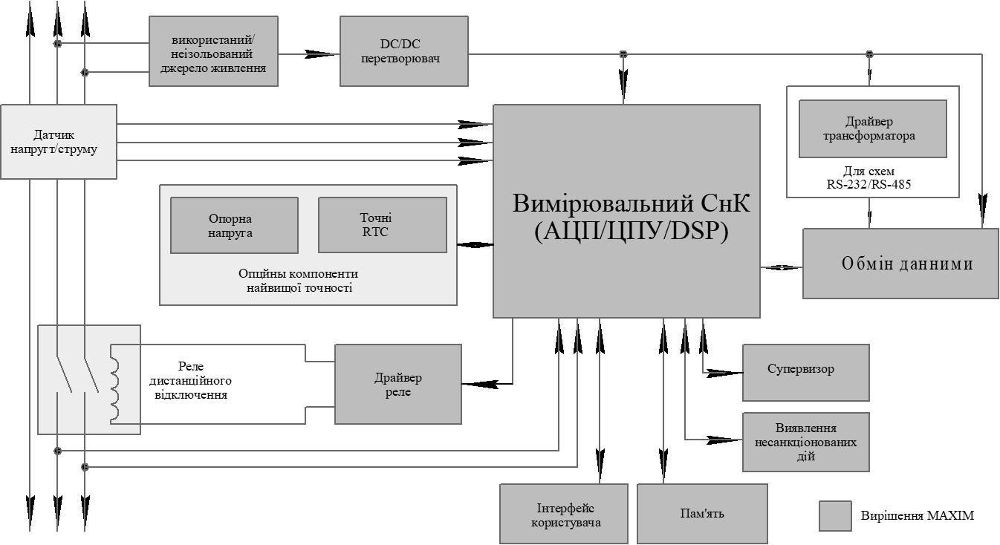 використаний/
неізольований
джерело живлення
DC/DC
перетворювач
Датчик
напругт/струму
Драйвер
трансформатора
Для схем
RS-232/RS-485
Опорна
напруга
Точні
RTC
Опцйны компоненти
найвищої точності
Вимірювальний СнК
(АЦП/ЦПУ/DSP)
Обмін данними
Реле
дистанційного
відключення
Драйвер
реле
Супервизор
Виявлення
несанкціонованих
дій
Інтерфейс
користувача
Пам'ять
Вирішення MAXIM